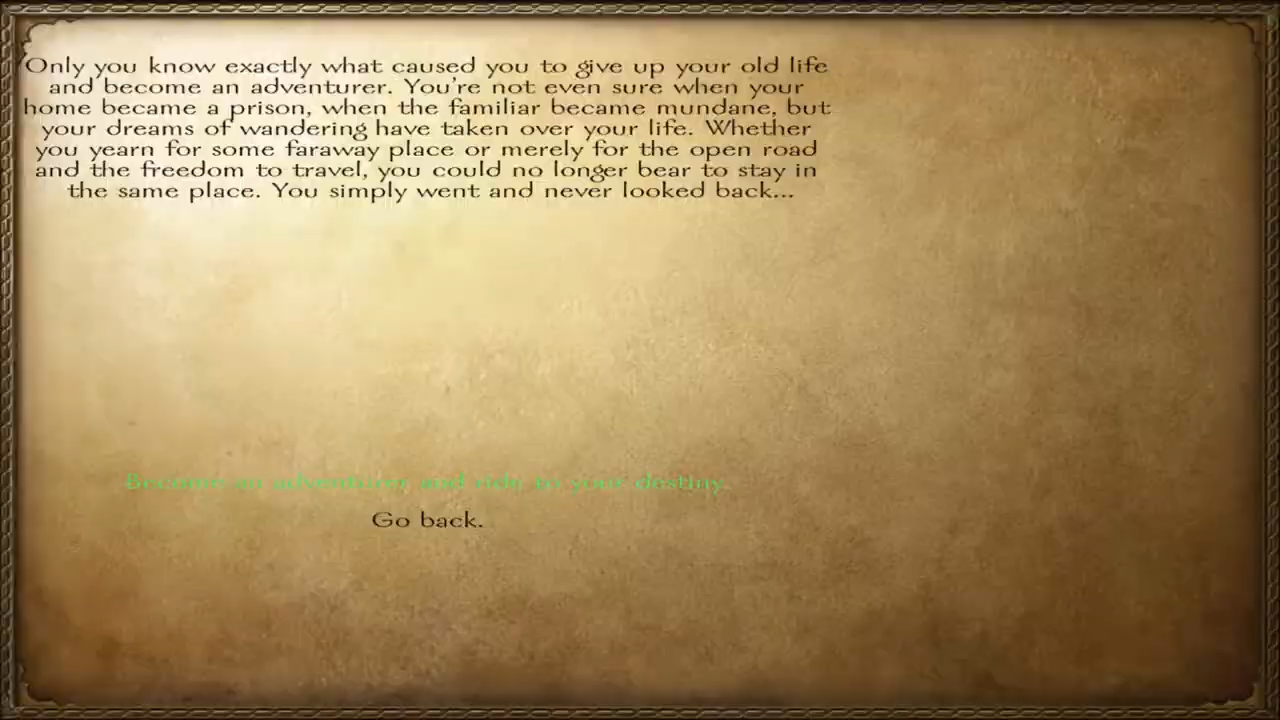 Only you know exactly what caused you to give up your old life
and become an adventurer. You're not even sure when your
home became a prison, when the familiar became mundane, but
your dreams of wandering have taken over your life. Whether
you yearn for some faraway place or merely for the open road
and the freedom to travel, you could no longer bear to stay in
the same place. You simply went and never looked back...
Become an adventurer and ride to your destiny.
Go back.